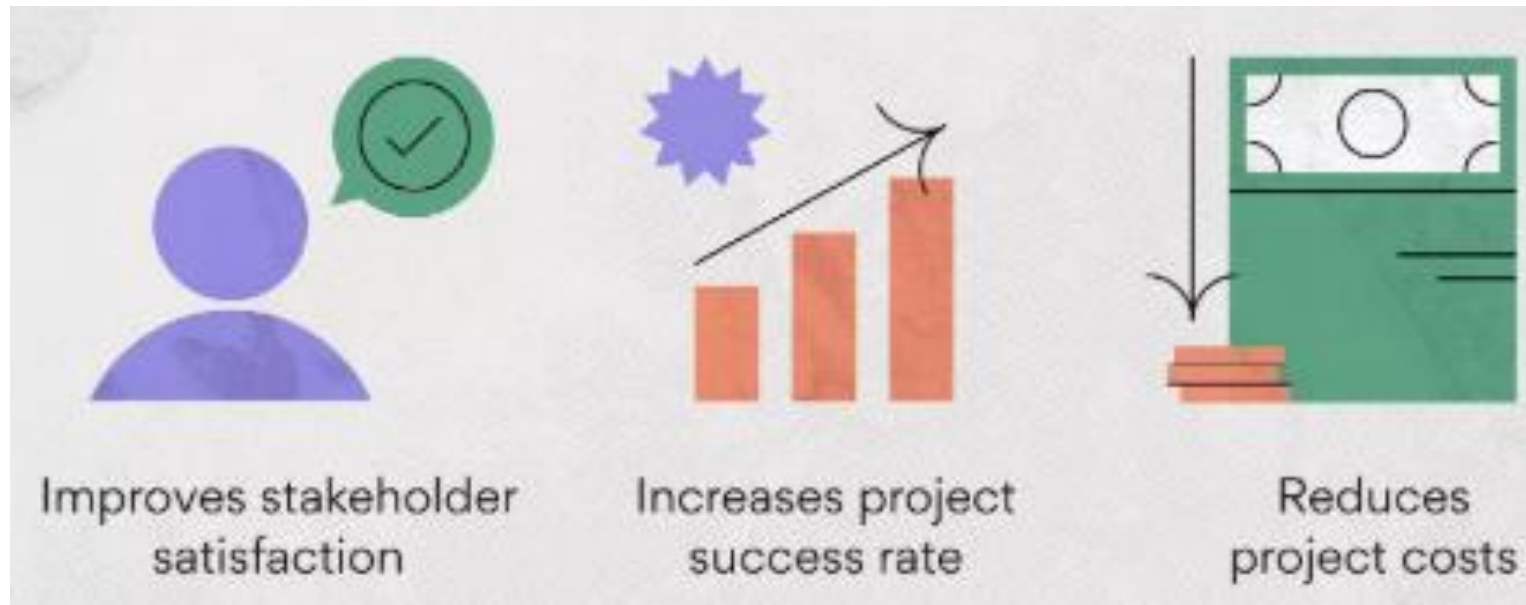 Improves stakeholder
satisfaction
Increases project
success rate
Reduces
project costs